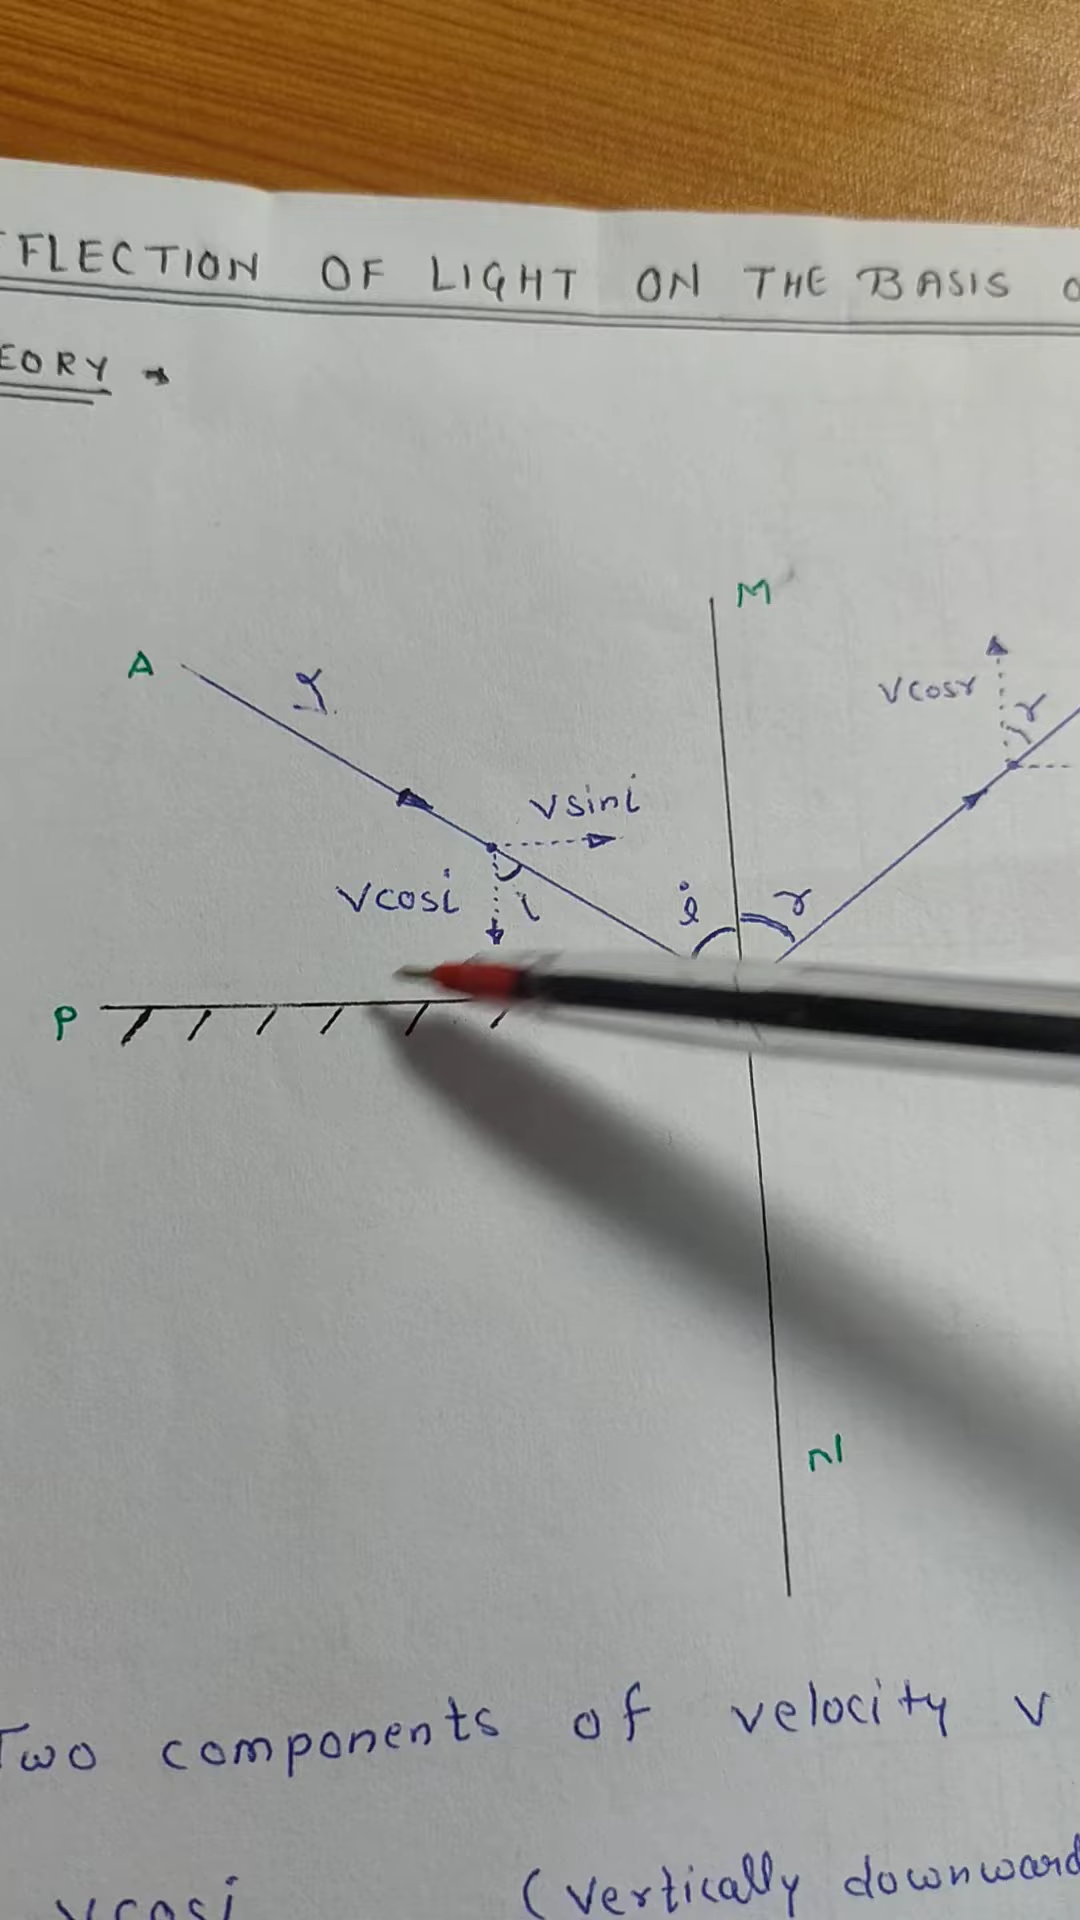 FLECTION OF LIGHT ON THE BASIS O
EORY →
M
A
vcosr
r
vsini
vcosi
i
i
r
P
N
Two components of velocity v
vcosi (vertically downward